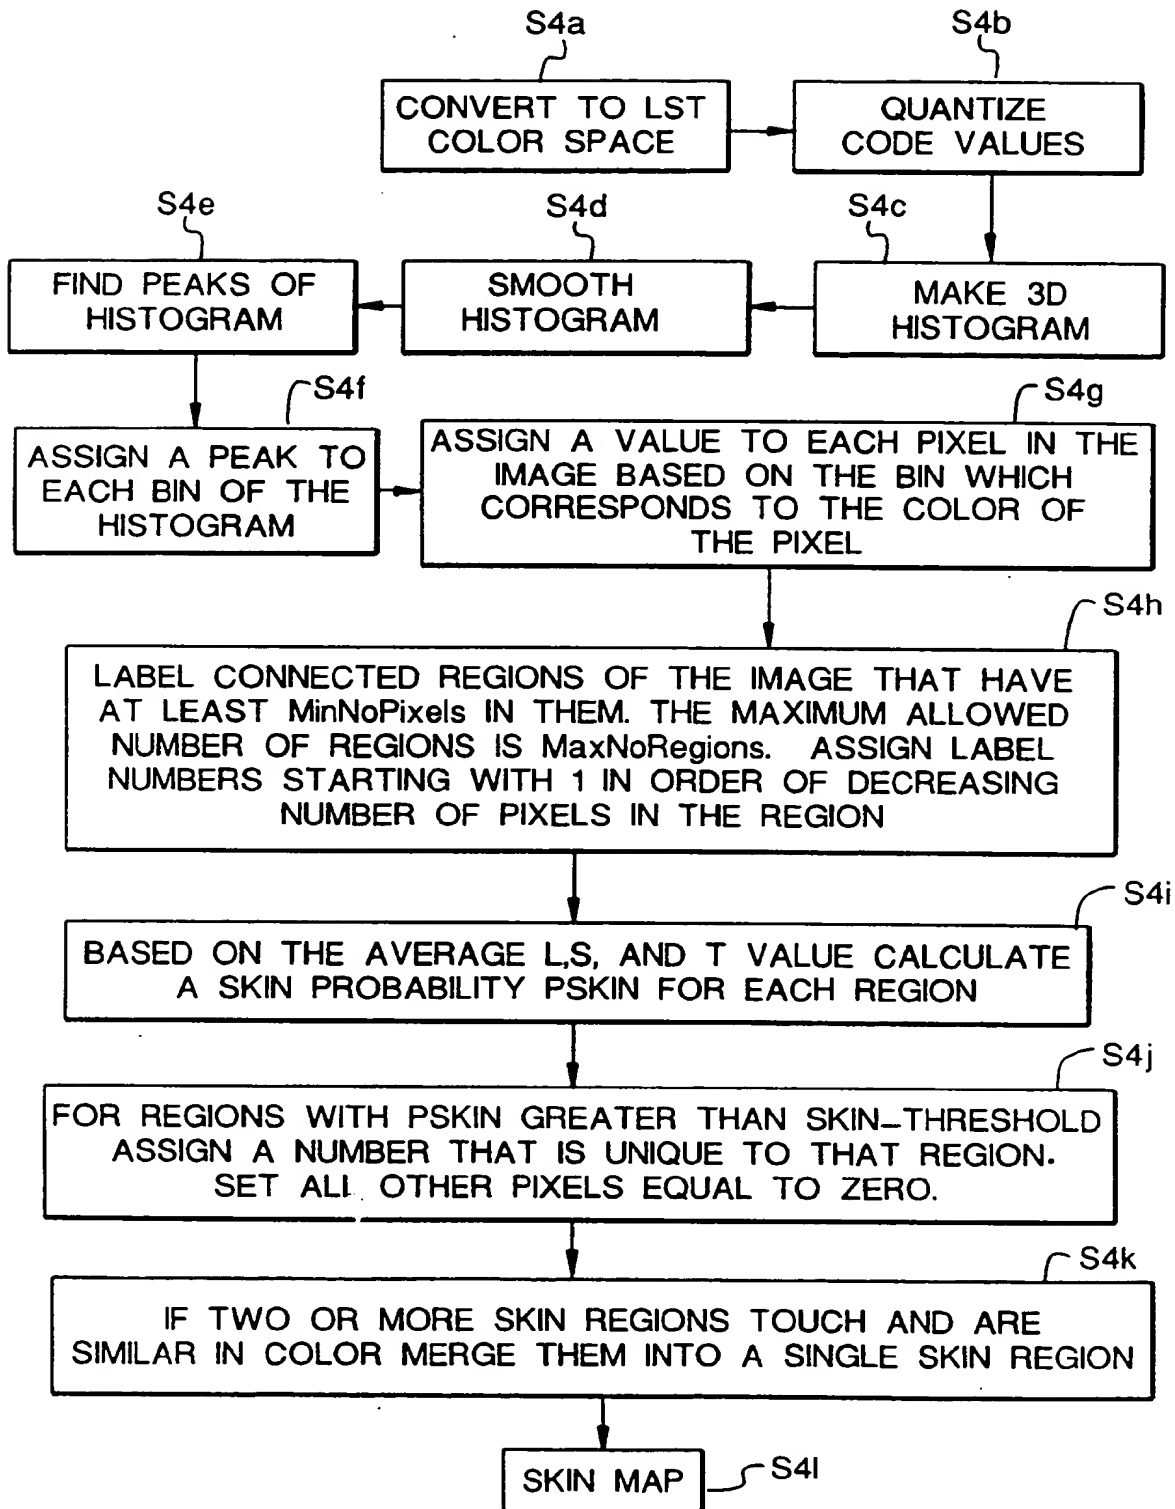 S4a
S4b
CONVERT TO LST
COLOR SPACE
QUANTIZE
CODE VALUES
S4e
S4d
S4c
FIND PEAKS OF
HISTOGRAM
SMOOTH
HISTOGRAM
MAKE 3D
HISTOGRAM
S4f
S4g
ASSIGN A PEAK TO
EACH BIN OF THE
HISTOGRAM
ASSIGN A VALUE TO EACH PIXEL IN THE
IMAGE BASED ON THE BIN WHICH
CORRESPONDS TO THE COLOR OF
THE PIXEL
S4h
LABEL CONNECTED REGIONS OF THE IMAGE THAT HAVE
AT LEAST MinNoPixels IN THEM. THE MAXIMUM ALLOWED
NUMBER OF REGIONS IS MaxNoRegions. ASSIGN LABEL
NUMBERS STARTING WITH 1 IN ORDER OF DECREASING
NUMBER OF PIXELS IN THE REGION
S4i
BASED ON THE AVERAGE L,S, AND T VALUE CALCULATE
A SKIN PROBABILITY PSKIN FOR EACH REGION
S4j
FOR REGIONS WITH PSKIN GREATER THAN SKIN-THRESHOLD
ASSIGN A NUMBER THAT IS UNIQUE TO THAT REGION.
SET ALL OTHER PIXELS EQUAL TO ZERO.
S4k
IF TWO OR MORE SKIN REGIONS TOUCH AND ARE
SIMILAR IN COLOR MERGE THEM INTO A SINGLE SKIN REGION
SKIN MAP
S4l